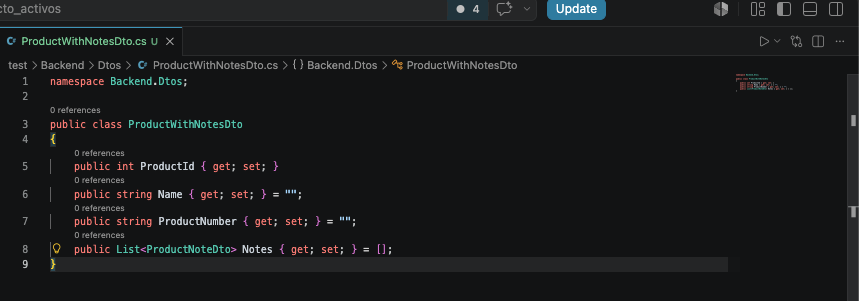 cto_activos
4
Update
ProductWithNotesDto.cs U
test > Backend > Dtos > ProductWithNotesDto.cs > { } Backend.Dtos > ProductWithNotesDto
1 namespace Backend.Dtos;
2
0 references
3 public class ProductWithNotesDto
4 {
0 references
5 public int ProductId { get; set; }
0 references
6 public string Name { get; set; } = "";
0 references
7 public string ProductNumber { get; set; } = "";
0 references
8 public List<ProductNoteDto> Notes { get; set; } = [];
9 }